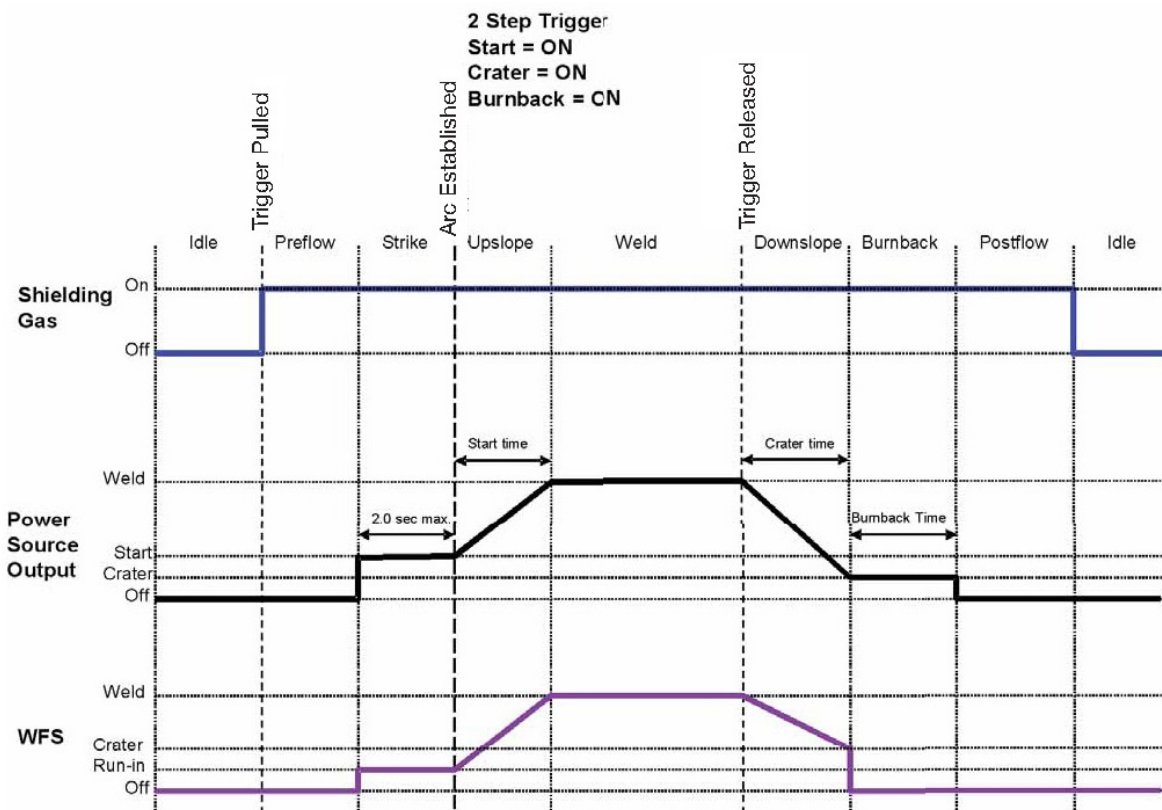 2 Step Trigger
Start = ON
Crater = ON
Burnback = ON
Trigger Pulled
Arc Established
Trigger Released
Idle
Preflow
Strike
Upslope
Weld
Downslope
Burnback
Postflow
Idle
Shielding
Gas
On
Off
Power
Source
Output
Weld
Start
Crater
Off
2.0 sec max.
Start time
Crater time
Burnback Time
WFS
Weld
Crater
Run-in
Off